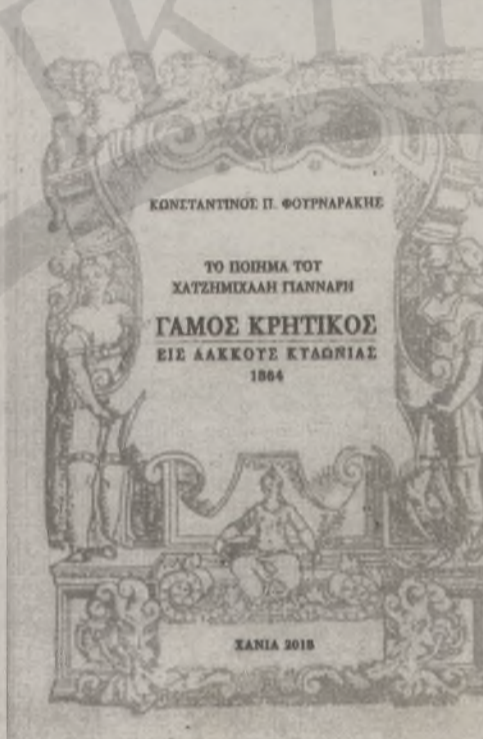 ΚΩΝΣΤΑΝΤΙΝΟΣ Π. ΦΟΥΡΝΑΡΑΚΗΣ
ΤΟ ΠΟΙΗΜΑ ΤΟΥ
ΧΑΤΖΗΜΙΧΑΛΗ ΓΙΑΝΝΑΡΗ
ΓΑΜΟΣ ΚΡΗΤΙΚΟΣ
ΕΙΣ ΛΑΚΚΟΥΣ ΚΥΔΩΝΙΑΣ
1864
ΧΑΝΙΑ 2018